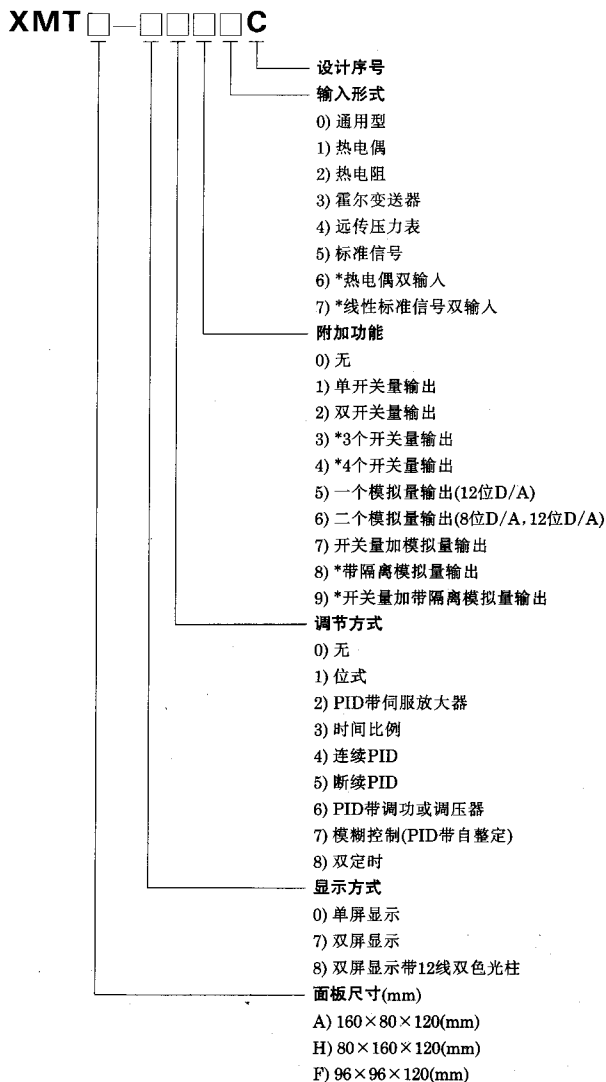 XMT□—□□□□C
设计序号
输入形式
0) 通用型
1) 热电偶
2) 热电阻
3) 霍尔变送器
4) 远传压力表
5) 标准信号
6) *热电偶双输人
7) *线性标准信号双输人
附加功能
0) 无
1) 单开关量输出
2) 双开关量输出
3) *3个开关量输出
4) *4个开关量输出
5) 一个模拟量输出(12位D/A)
6) 二个模拟量输出(8位D/A,12位D/A)
7) 开关量加模拟量输出
8) *带隔离模拟量输出
9) *开关量加带隔离模拟量输出
调节方式
0) 无
1) 位式
2) PID带伺服放大器
3) 时间比例
4) 连续PID
5) 断续PID
6) PID带调功或调压器
7) 模糊控制(PID带自整定)
8) 双定时
显示方式
0) 单屏显示
7) 双屏显示
8) 双屏显示带12线双色光柱
面板尺寸(mm)
A) 160×80×120(mm)
H) 80×160×120(mm)
F) 96×96×120(mm)